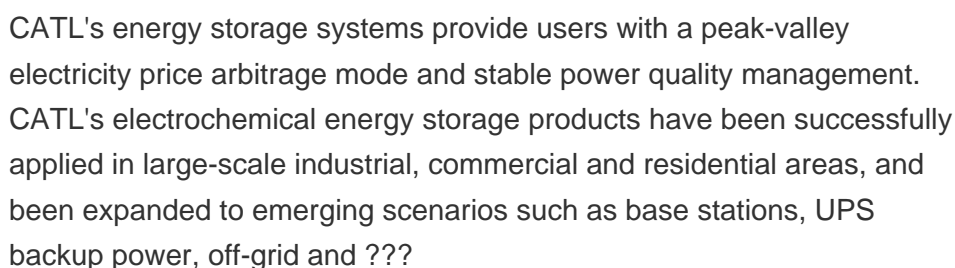 CATL's energy storage systems provide users with a peak-valley
electricity price arbitrage mode and stable power quality management.
CATL's electrochemical energy storage products have been successfully
applied in large-scale industrial, commercial and residential areas, and
been expanded to emerging scenarios such as base stations, UPS
backup power, off-grid and ???